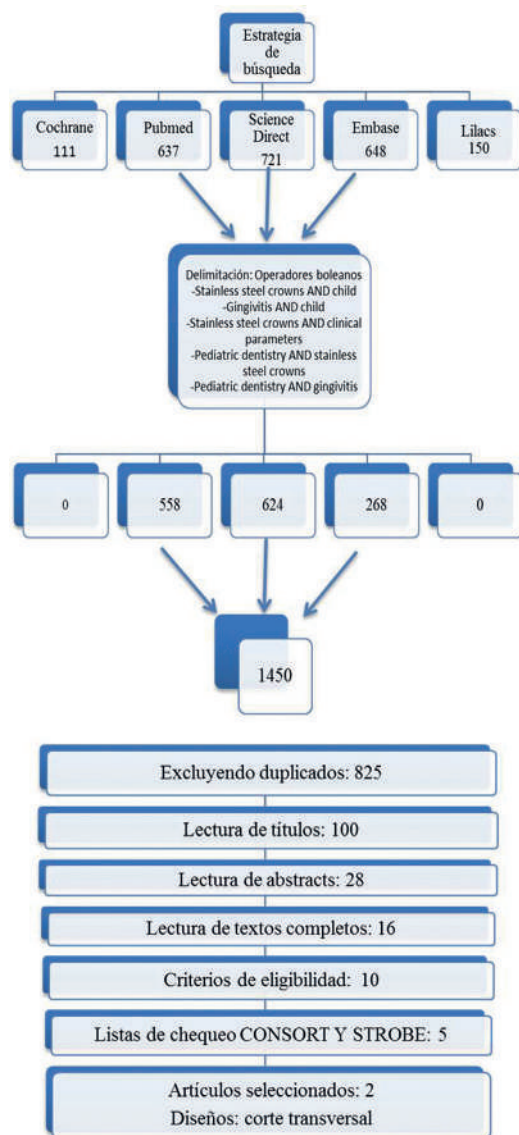 Estrategia
de
búsqueda
Cochrane
111
Pubmed
637
Science
Direct
721
Embase
648
Lilacs
150
Delimitación: Operadores boleanos
-Stainless steel crowns AND child
-Gingivitis AND child
-Stainless steel crowns AND clinical
parameters
-Pediatric dentistry AND stainless
steel crowns
-Pediatric dentistry AND gingivitis
0
558
624
268
0
1450
Excluyendo duplicados: 825
Lectura de títulos: 100
Lectura de abstracts: 28
Lectura de textos completos: 16
Criterios de eligibilidad: 10
Listas de chequeo CONSORT Y STROBE: 5
Artículos seleccionados: 2
Diseños: corte transversal